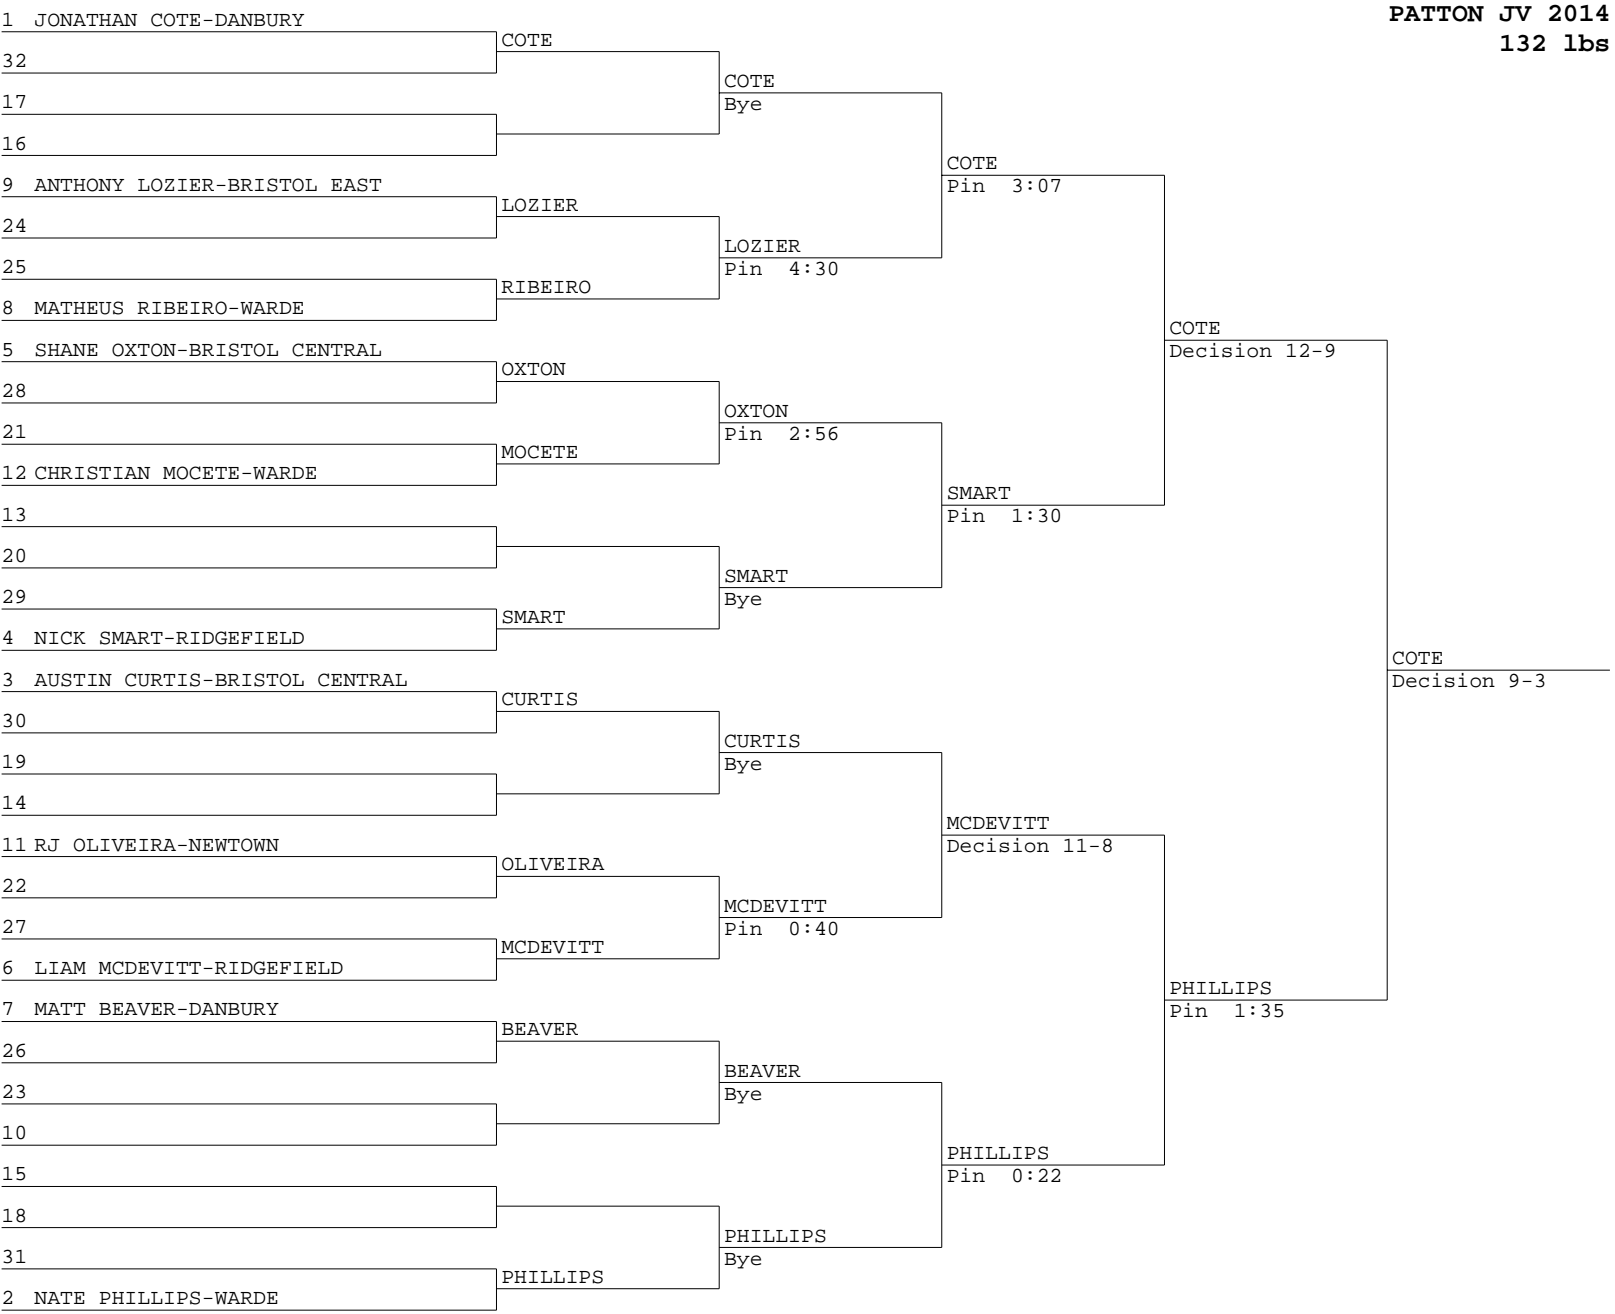 PATTON JV 2014
132 lbs
1 JONATHAN COTE-DANBURY
32
17
16
9 ANTHONY LOZIER-BRISTOL EAST
24
25
8 MATHEUS RIBEIRO-WARDE
5 SHANE OXTON-BRISTOL CENTRAL
28
21
12 CHRISTIAN MOCETE-WARDE
13
20
29
4 NICK SMART-RIDGEFIELD
3 AUSTIN CURTIS-BRISTOL CENTRAL
30
19
14
11 RJ OLIVEIRA-NEWTOWN
22
27
6 LIAM MCDEVITT-RIDGEFIELD
7 MATT BEAVER-DANBURY
26
23
10
15
18
31
2 NATE PHILLIPS-WARDE
COTE
LOZIER
RIBEIRO
OXTON
MOCETE
SMART
CURTIS
OLIVEIRA
MCDEVITT
BEAVER
PHILLIPS
COTE
Bye
LOZIER
Pin 4:30
OXTON
Pin 2:56
SMART
Bye
CURTIS
Bye
MCDEVITT
Pin 0:40
BEAVER
Bye
PHILLIPS
Bye
COTE
Pin 3:07
SMART
Pin 1:30
MCDEVITT
Decision 11-8
PHILLIPS
Pin 0:22
COTE
Decision 12-9
PHILLIPS
Pin 1:35
COTE
Decision 9-3